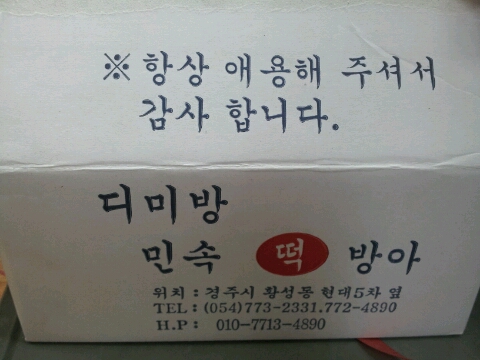 ※ 항상 애용해 주셔서
감사 합니다.
디미방
민속 떡 방아
위치 : 경주시 황성동 현대5차 옆
TEL : (054)773-2331.772-4890
H.P : 010-7713-4890